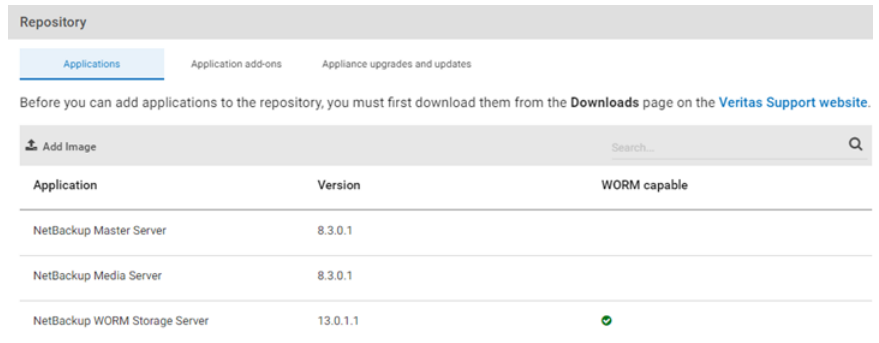 Repository
Applications Application add-ons Appliance upgrades and updates
Before you can add applications to the repository, you must first download them from the Downloads page on the Veritas Support website.
Add Image Search...
Application Version WORM capable
NetBackup Master Server 8.3.0.1
NetBackup Media Server 8.3.0.1
NetBackup WORM Storage Server 13.0.1.1